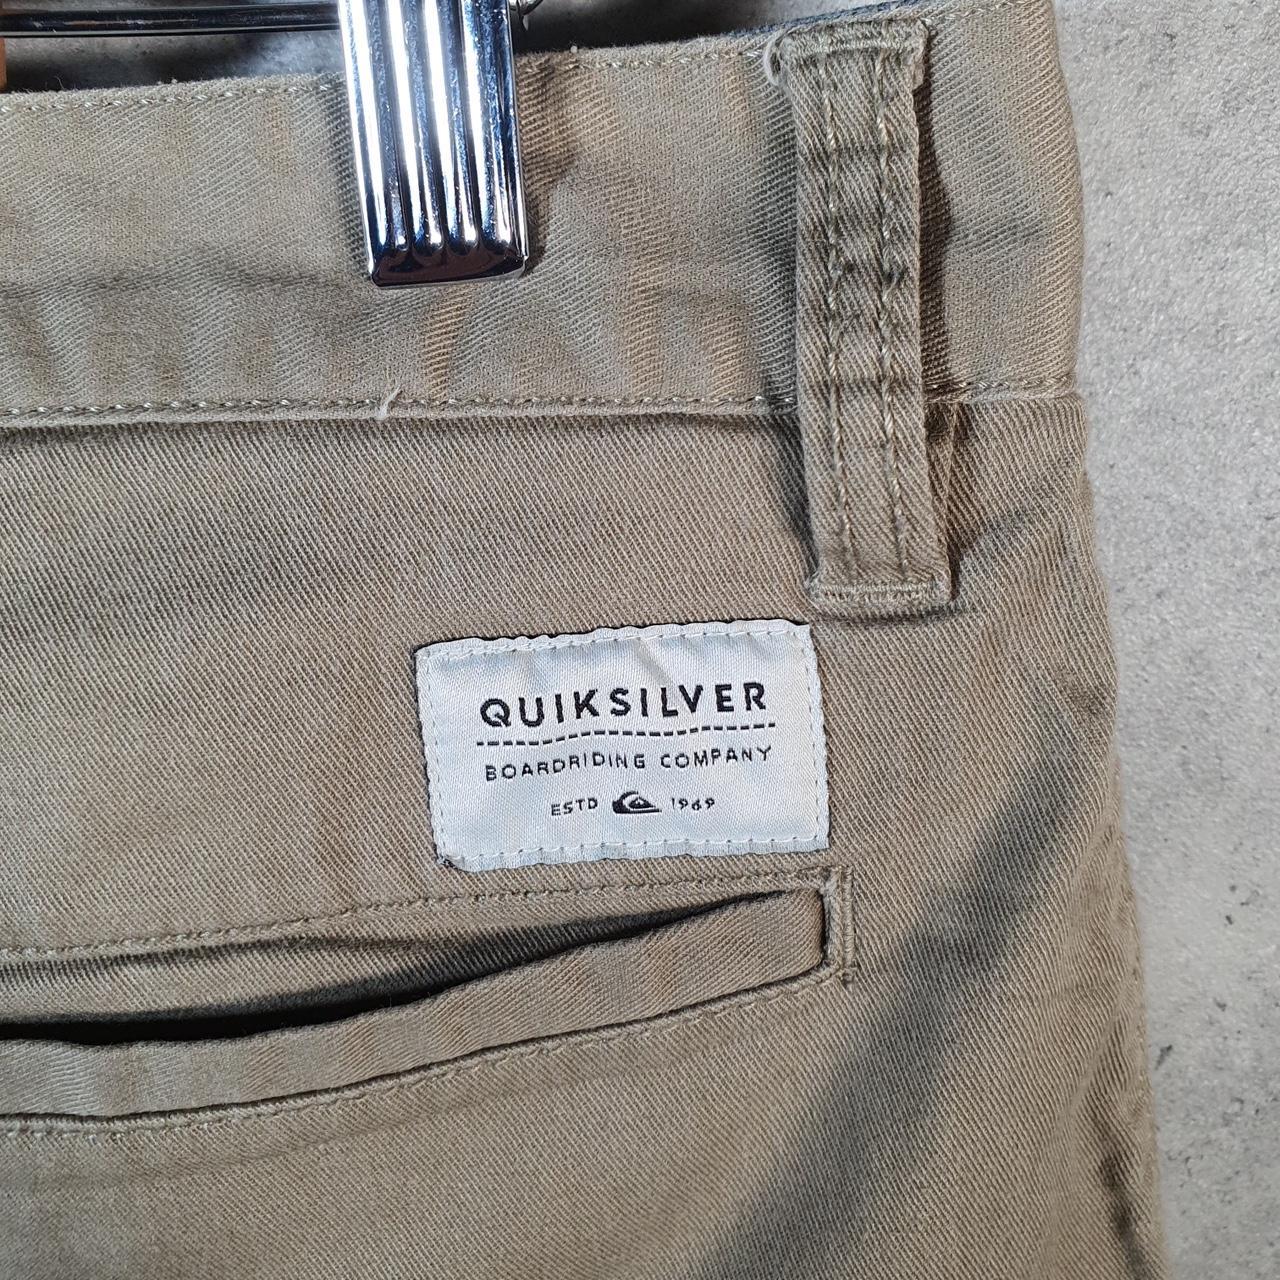 QUIKSILVER
BOARDRIDING COMPANY
ESTD 1969